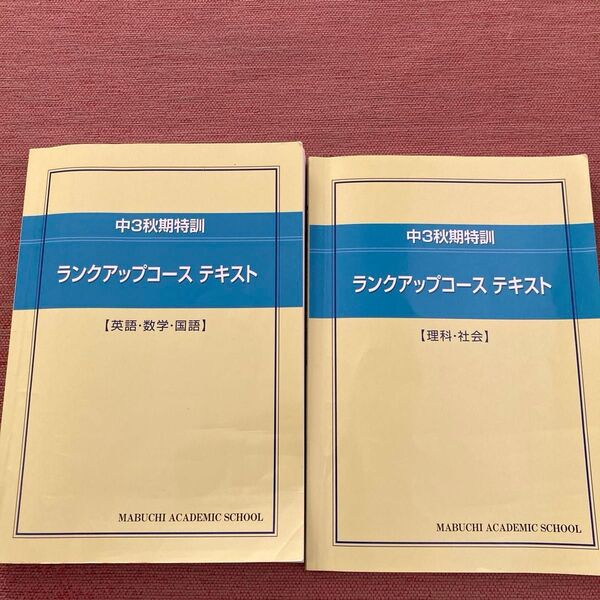 中3秋期特訓
ランクアップコース テキスト
【英語・数学・国語】
MABUCHI ACADEMIC SCHOOL
中3秋期特訓
ランクアップコース テキスト
【理科・社会】
MABUCHI ACADEMIC SCHOOL